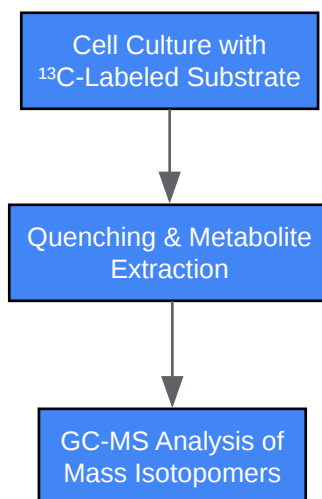 Cell Culture with
¹³C-Labeled Substrate
Quenching & Metabolite
Extraction
GC-MS Analysis of
Mass Isotopomers